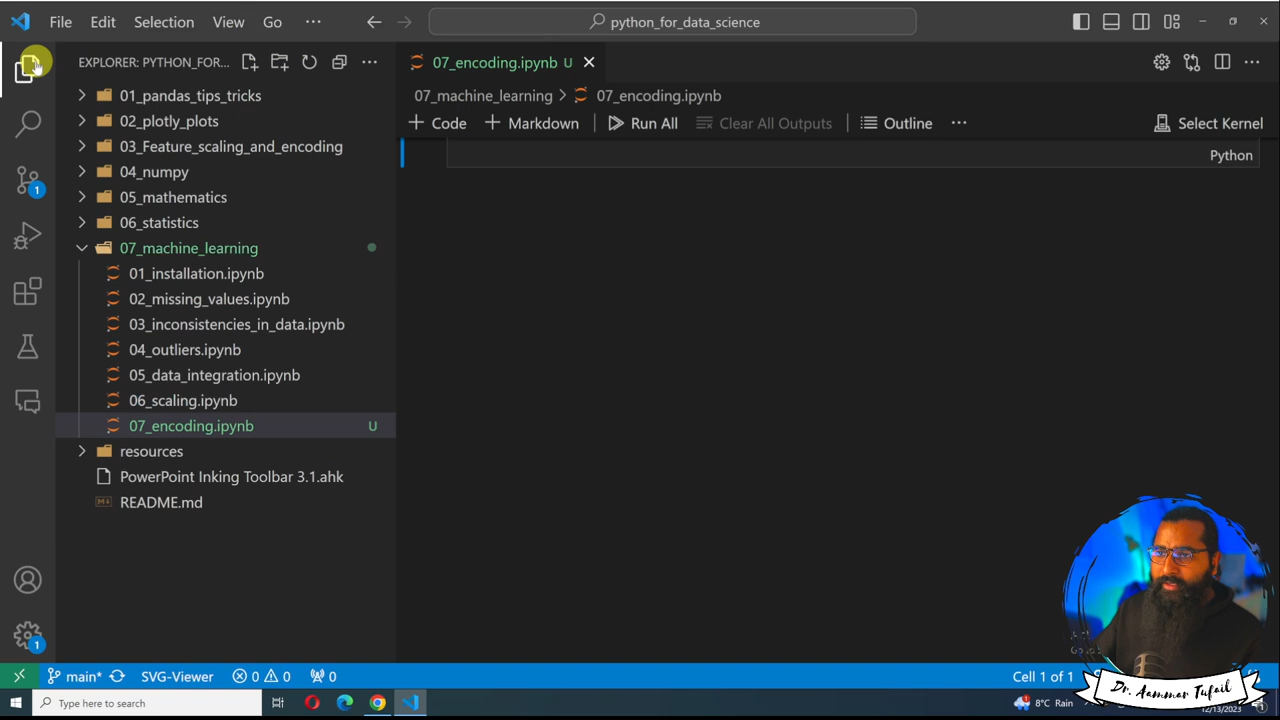 File Edit Selection View Go ··· python_for_data_science
EXPLORER: PYTHON_FOR... ···
07_encoding.ipynb U
01_pandas_tips_tricks
02_plotly_plots
03_Feature_scaling_and_encoding
04_numpy
05_mathematics
06_statistics
07_machine_learning
01_installation.ipynb
02_missing_values.ipynb
03_inconsistencies_in_data.ipynb
04_outliers.ipynb
05_data_integration.ipynb
06_scaling.ipynb
07_encoding.ipynb U
resources
PowerPoint Inking Toolbar 3.1.ahk
README.md
07_machine_learning > 07_encoding.ipynb
+ Code + Markdown Run All Clear All Outputs Outline ··· Select Kernel
Python
1
1
main* SVG-Viewer 0 0 0 Cell 1 of 1
Type here to search 8°C Rain
12/13/2023
Dr. Aammar Tufail